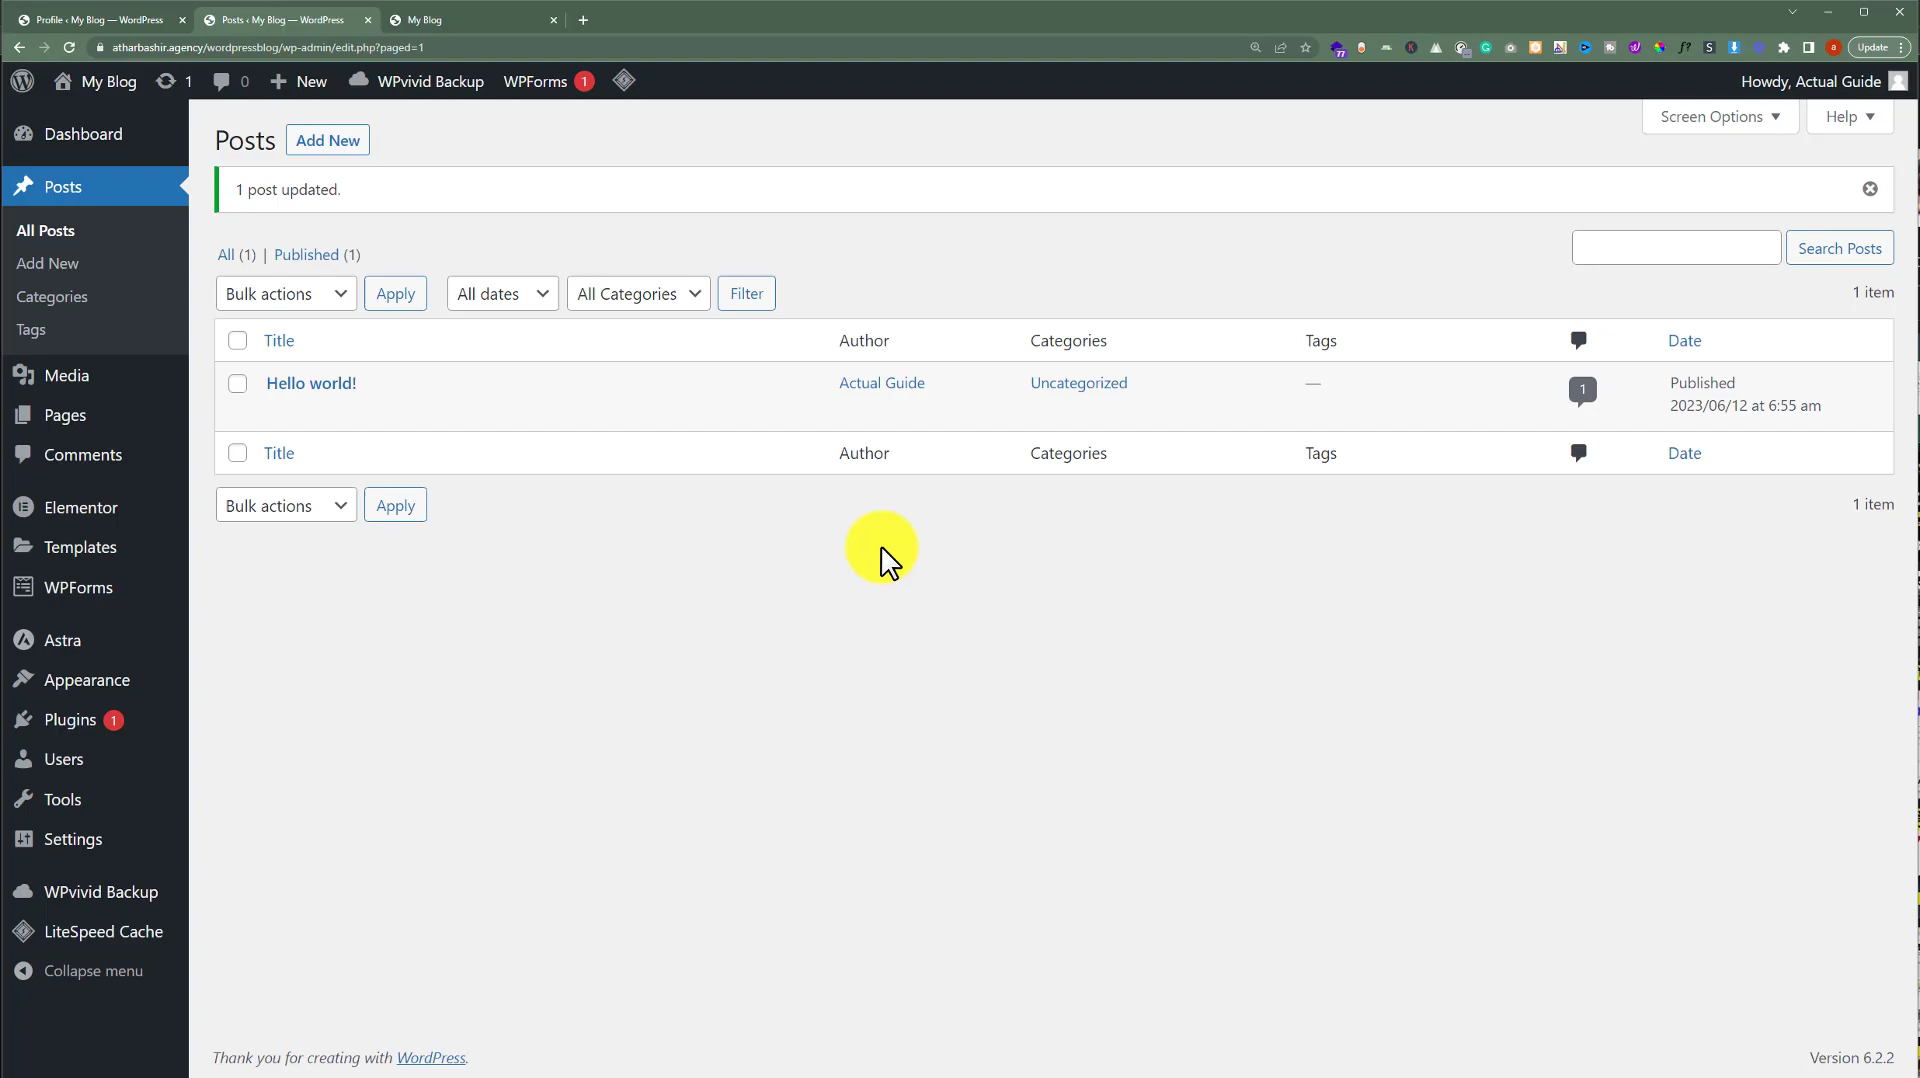 Profile ‹ My Blog — WordPress
Posts ‹ My Blog — WordPress
My Blog
atharbashir.agency/wordpressblog/wp-admin/edit.php?paged=1
77
Update
My Blog
1
0
New
WPvivid Backup
WPForms 1
Howdy, Actual Guide
Dashboard
Posts
All Posts
Add New
Categories
Tags
Media
Pages
Comments
Elementor
Templates
WPForms
Astra
Appearance
Plugins 1
Users
Tools
Settings
WPvivid Backup
LiteSpeed Cache
Collapse menu
Screen Options
Help
Posts
Add New
1 post updated.
All (1) | Published (1)
Search Posts
Bulk actions
Apply
All dates
All Categories
Filter
1 item
Title Author Categories Tags Date
Hello world! Actual Guide Uncategorized — 1 Published
2023/06/12 at 6:55 am
Title Author Categories Tags Date
Bulk actions
Apply
1 item
Thank you for creating with WordPress.
Version 6.2.2